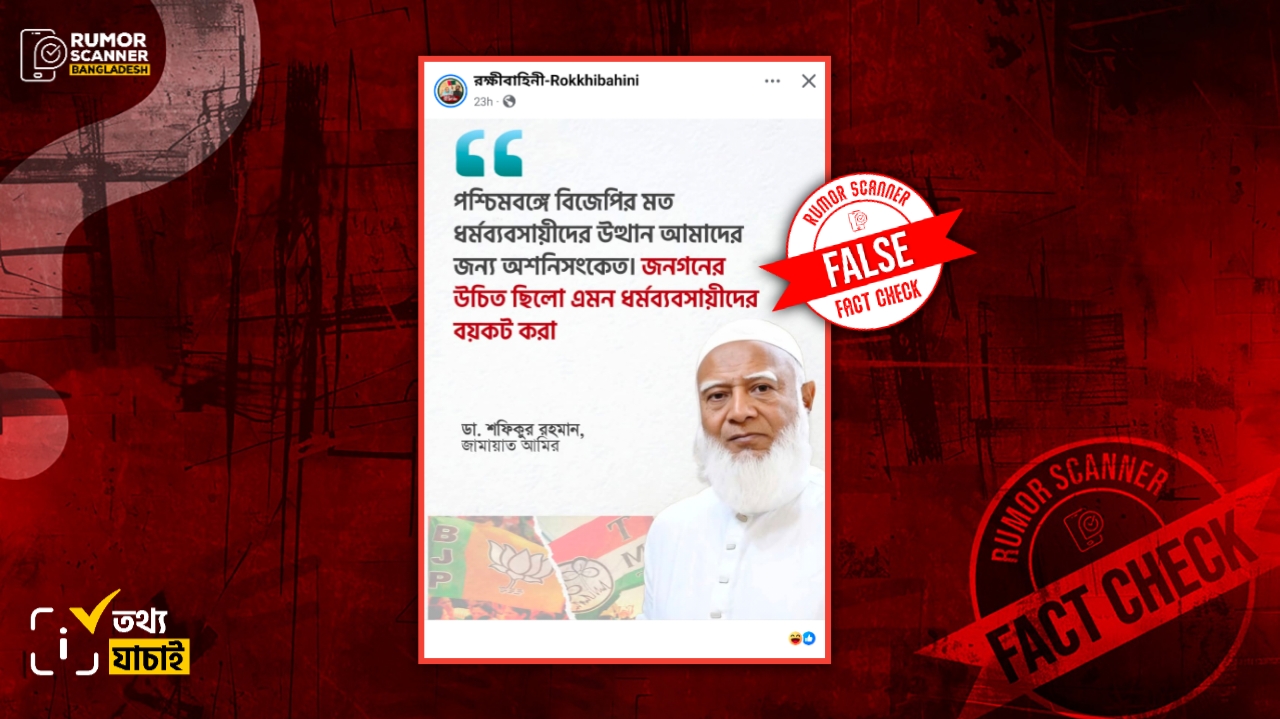 RUMOR
SCANNER
BANGLADESH
রক্ষীবাহিনী-Rokkhibahini
23h
পশ্চিমবঙ্গে বিজেপির মত
ধর্মব্যবসায়ীদের উত্থান আমাদের
জন্য অশনিসংকেত। জনগনের
উচিত ছিলো এমন ধর্মব্যবসায়ীদের
বয়কট করা
ডা. শফিকুর রহমান,
জামায়াত আমির
BJP
RUMOR SCANNER
FALSE
FACT CHECK
RUMOR SCANNER
FACT CHECK
তথ্য
যাচাই